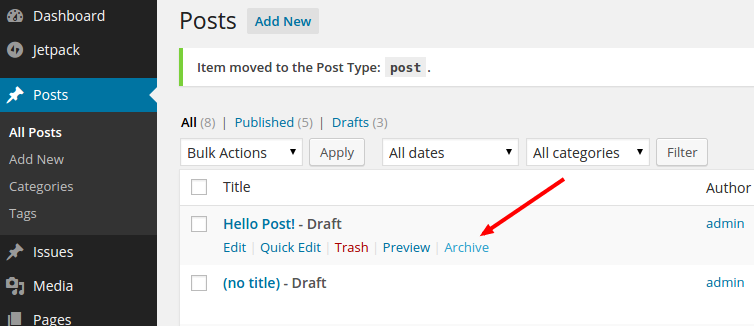 Dashboard
Jetpack
Posts
All Posts
Add New
Categories
Tags
Issues
Media
Pages
Posts Add New
Item moved to the Post Type: post .
All (8) | Published (5) | Drafts (3)
Bulk Actions Apply All dates All categories Filter
Title Author
Hello Post! - Draft admin
Edit | Quick Edit | Trash | Preview | Archive
(no title) - Draft admin